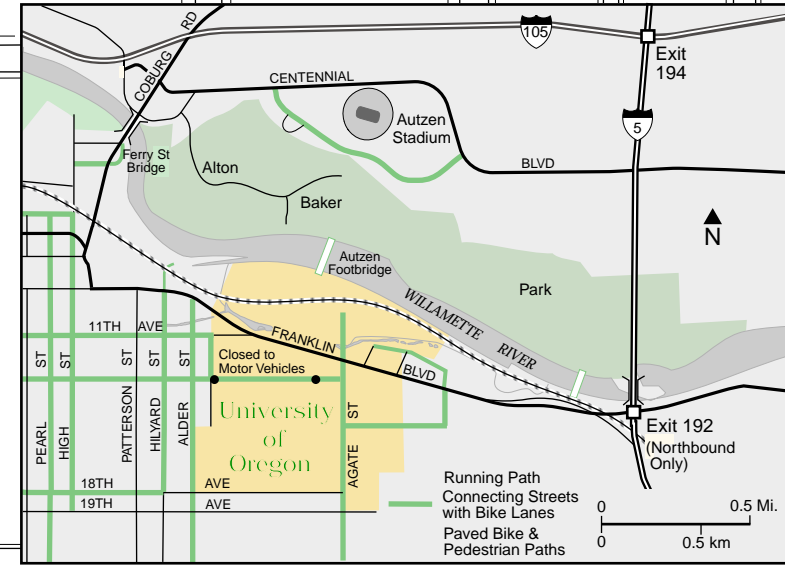 COBURG RD
105
Exit
194
CENTENNIAL
Autzen
Stadium
5
BLVD
Ferry St
Bridge
Alton
Baker
N
Autzen
Footbridge
Park
WILLAMETTE RIVER
11TH AVE
FRANKLIN
BLVD
Closed to
Motor Vehicles
PEARL ST
HIGH ST
PATTERSON ST
HILYARD ST
ALDER ST
AGATE ST
University
of
Oregon
Exit 192
(Northbound
Only)
18TH AVE
19TH AVE
Running Path
Connecting Streets
with Bike Lanes
Paved Bike &
Pedestrian Paths
0 0.5 Mi.
0 0.5 km